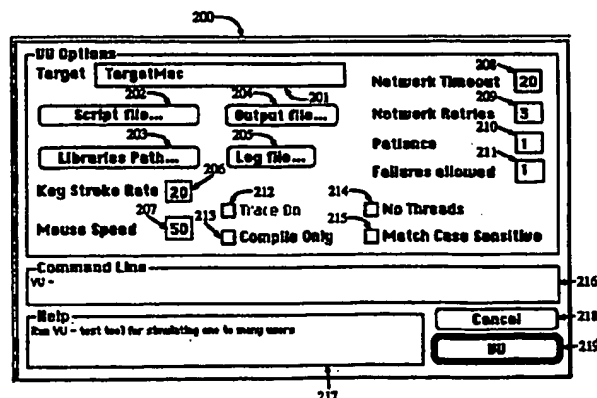 200
VU Options
Target TargetMac
208
Network Timeout 20
202
204
201
209
Script file...
Output file...
Network Retries 3
203
205
210
Patience 1
Libraries Path...
Log file...
211
Failures allowed 1
206
Key Stroke Rate 20
212
214
Trace On
No Threads
207
213
215
Mouse Speed 50
Compile Only
Match Case Sensitive
Command Line
VU -
216
Help
Run VU - test tool for simulating one to many users
Cancel
218
VU
219
217